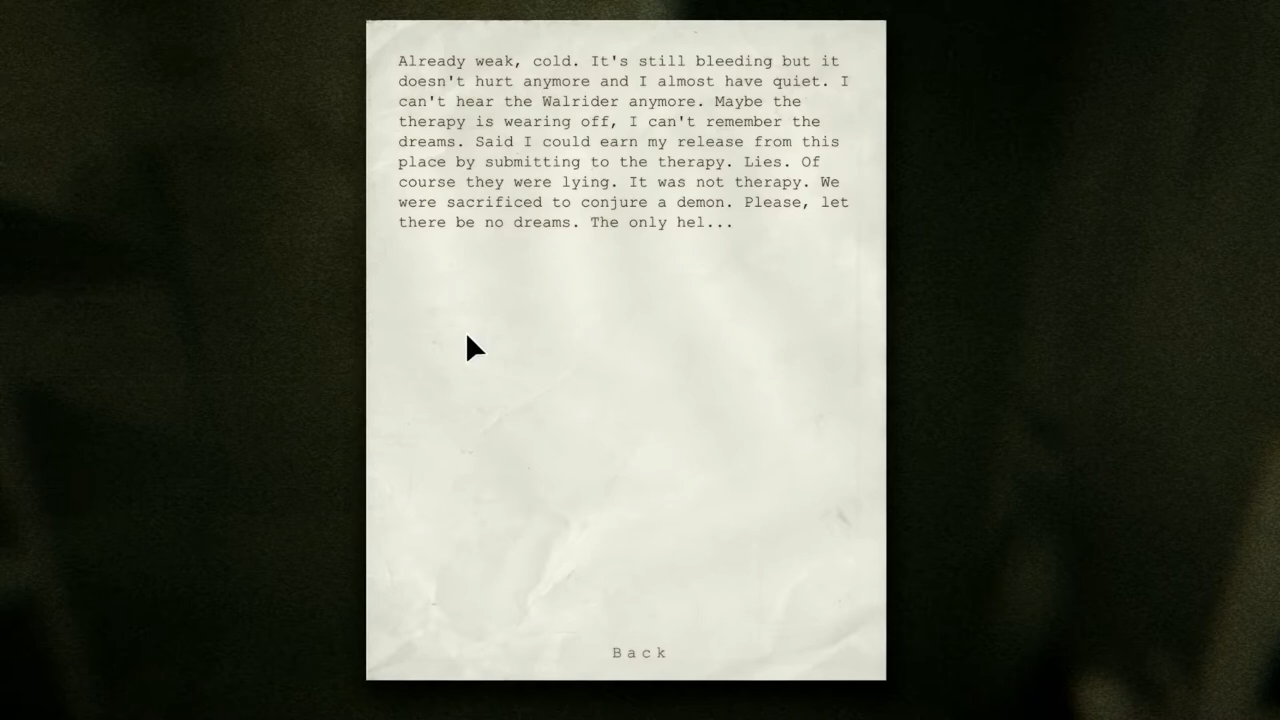 Already weak, cold. It's still bleeding but it
doesn't hurt anymore and I almost have quiet. I
can't hear the Walrider anymore. Maybe the
therapy is wearing off, I can't remember the
dreams. Said I could earn my release from this
place by submitting to the therapy. Lies. Of
course they were lying. It was not therapy. We
were sacrificed to conjure a demon. Please, let
there be no dreams. The only hel...
Back